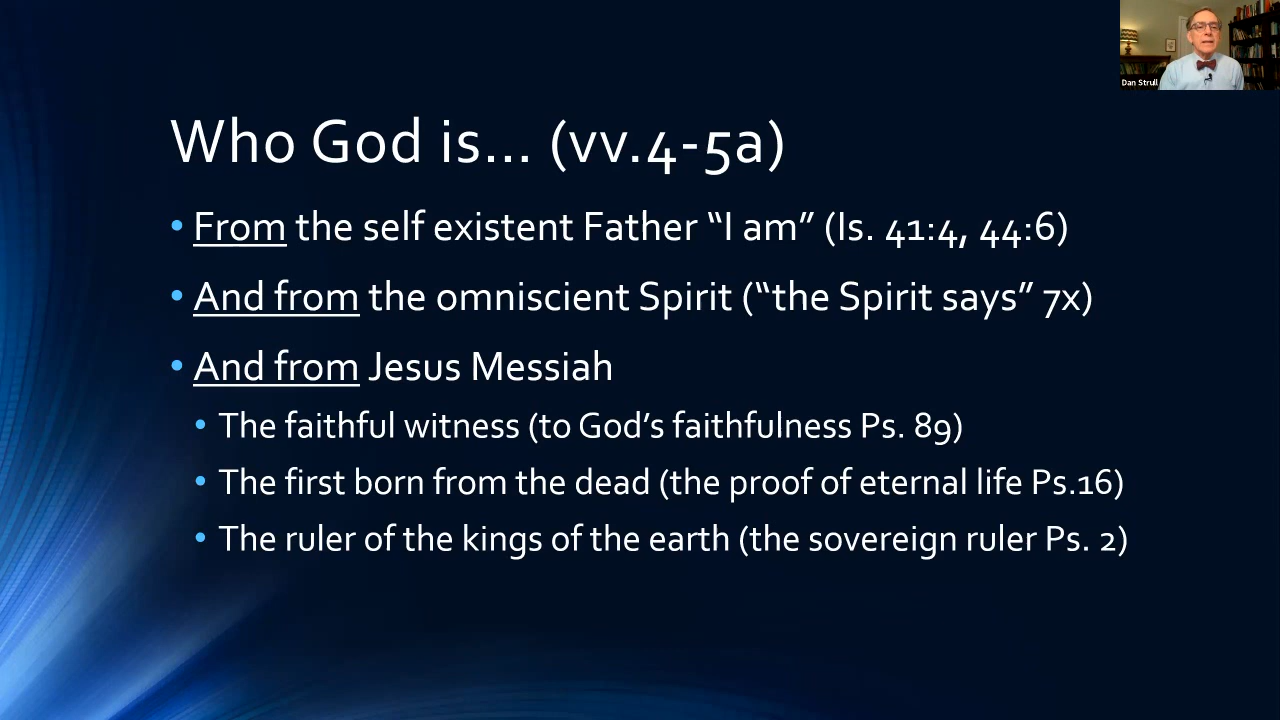 Dan Strull
Who God is... (vv.4-5a)
• From the self existent Father “I am” (Is. 41:4, 44:6)
• And from the omniscient Spirit (“the Spirit says” 7x)
• And from Jesus Messiah
• The faithful witness (to God’s faithfulness Ps. 89)
• The first born from the dead (the proof of eternal life Ps.16)
• The ruler of the kings of the earth (the sovereign ruler Ps. 2)